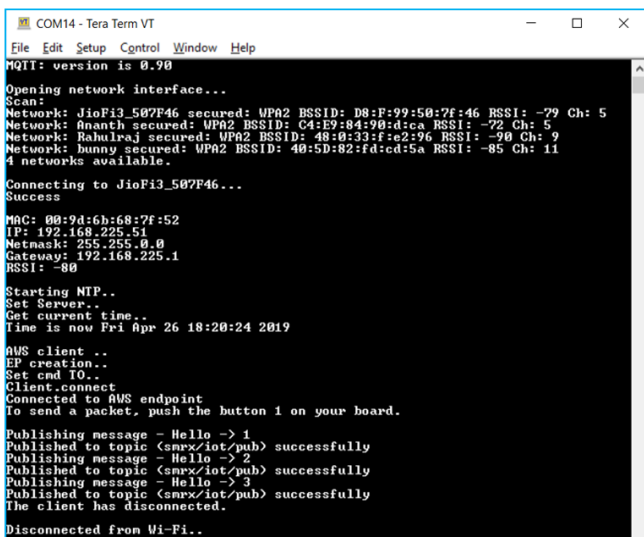 COM14 - Tera Term VT
File Edit Setup Control Window Help
MQTT: version is 0.90
Opening network interface...
Scan:
Network: JioFi3_507F46 secured: WPA2 BSSID: D8:F:99:50:7f:46 RSSI: -79 Ch: 5
Network: Ananth secured: WPA2 BSSID: C4:E9:84:90:d:ca RSSI: -72 Ch: 5
Network: Rahulraj secured: WPA2 BSSID: 48:0:33:f:e2:96 RSSI: -90 Ch: 9
Network: bunny secured: WPA2 BSSID: 40:5D:82:fd:cd:5a RSSI: -85 Ch: 11
4 networks available.
Connecting to JioFi3_507F46...
Success
MAC: 00:9d:6b:68:7f:52
IP: 192.168.225.51
Netmask: 255.255.0.0
Gateway: 192.168.225.1
RSSI: -80
Starting NTP..
Set Server..
Get current time..
Time is now Fri Apr 26 18:20:24 2019
AWS client ..
EP creation..
Set cmd TO..
Client.connect
Connected to AWS endpoint
To send a packet, push the button 1 on your board.
Publishing message - Hello -> 1
Published to topic (smrx/iot/pub) successfully
Publishing message - Hello -> 2
Published to topic (smrx/iot/pub) successfully
Publishing message - Hello -> 3
Published to topic (smrx/iot/pub) successfully
The client has disconnected.
Disconnected from Wi-Fi..